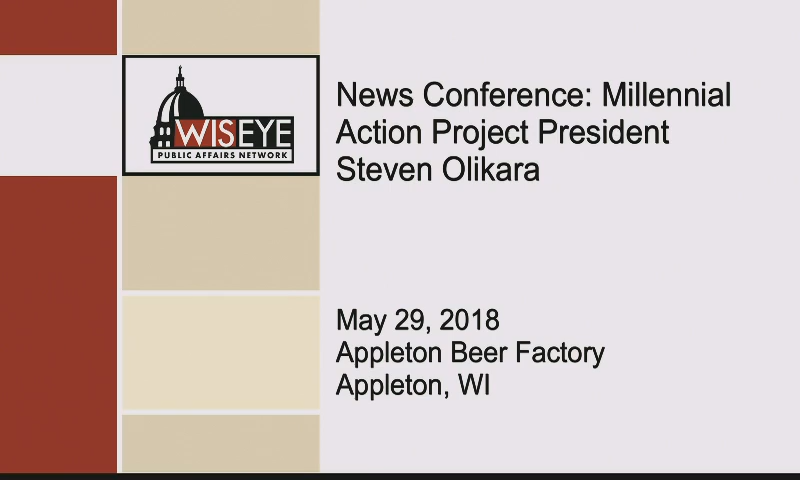 WISEYE
PUBLIC AFFAIRS NETWORK
News Conference: Millennial
Action Project President
Steven Olikara
May 29, 2018
Appleton Beer Factory
Appleton, WI